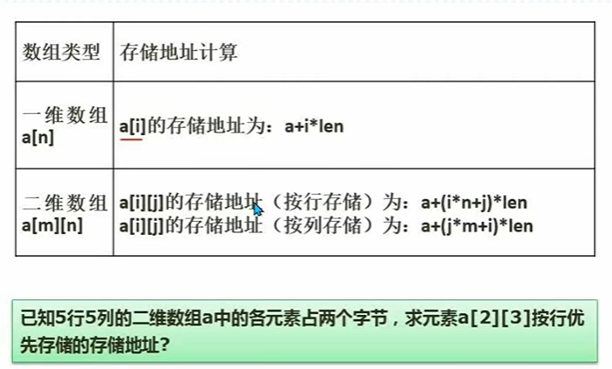 数组类型 存储地址计算
一维数组
a[n]
a[i]的存储地址为：a+i*len
二维数组
a[m][n]
a[i][j]的存储地址（按行存储）为：a+(i*n+j)*len
a[i][j]的存储地址（按列存储）为：a+(j*m+i)*len
已知5行5列的二维数组a中的各元素占两个字节，求元素a[2][3]按行优
先存储的存储地址?